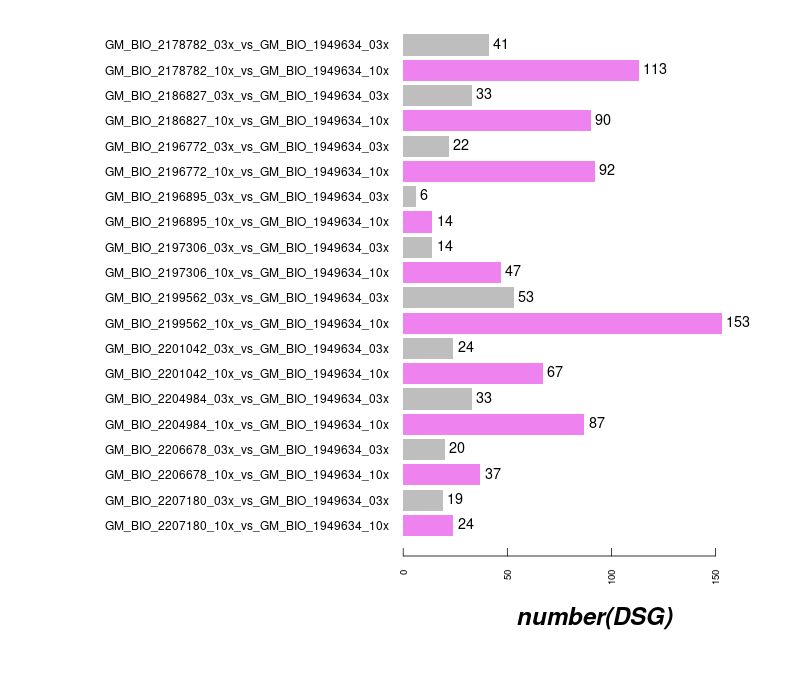 GM_BIO_2178782_03x_vs_GM_BIO_1949634_03x 41
GM_BIO_2178782_10x_vs_GM_BIO_1949634_10x 113
GM_BIO_2186827_03x_vs_GM_BIO_1949634_03x 33
GM_BIO_2186827_10x_vs_GM_BIO_1949634_10x 90
GM_BIO_2196772_03x_vs_GM_BIO_1949634_03x 22
GM_BIO_2196772_10x_vs_GM_BIO_1949634_10x 92
GM_BIO_2196895_03x_vs_GM_BIO_1949634_03x 6
GM_BIO_2196895_10x_vs_GM_BIO_1949634_10x 14
GM_BIO_2197306_03x_vs_GM_BIO_1949634_03x 14
GM_BIO_2197306_10x_vs_GM_BIO_1949634_10x 47
GM_BIO_2199562_03x_vs_GM_BIO_1949634_03x 53
GM_BIO_2199562_10x_vs_GM_BIO_1949634_10x 153
GM_BIO_2201042_03x_vs_GM_BIO_1949634_03x 24
GM_BIO_2201042_10x_vs_GM_BIO_1949634_10x 67
GM_BIO_2204984_03x_vs_GM_BIO_1949634_03x 33
GM_BIO_2204984_10x_vs_GM_BIO_1949634_10x 87
GM_BIO_2206678_03x_vs_GM_BIO_1949634_03x 20
GM_BIO_2206678_10x_vs_GM_BIO_1949634_10x 37
GM_BIO_2207180_03x_vs_GM_BIO_1949634_03x 19
GM_BIO_2207180_10x_vs_GM_BIO_1949634_10x 24
0 50 100 150
number(DSG)